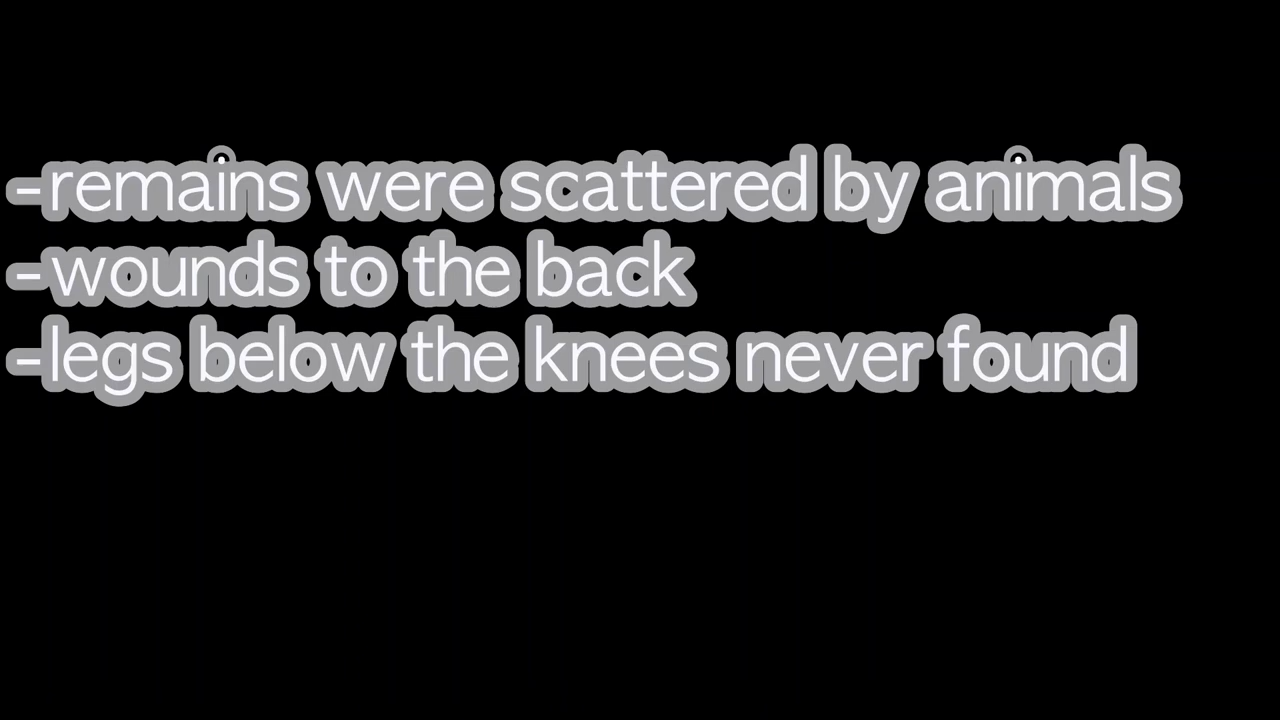 -remains were scattered by animals
-wounds to the back
-legs below the knees never found